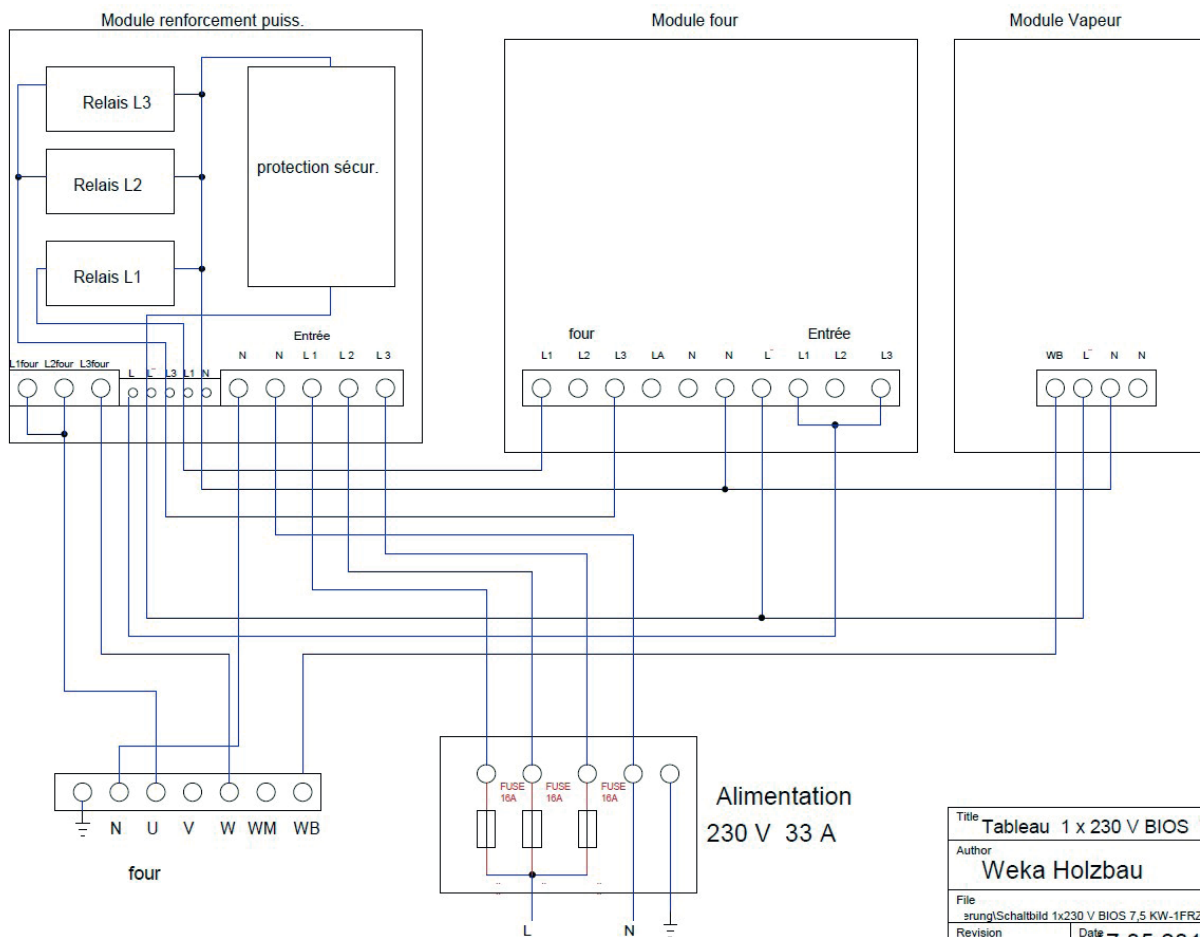 Module renforcement puiss.
Module four
Module Vapeur
Relais L3
Relais L2
Relais L1
protection sécur.
Entrée
L1four L2four L3four L L¨ L3 L1 N N N L 1 L 2 L 3
four
Entrée
L1 L2 L3 LA N N L¨ L1 L2 L3
WB L¨ N N
N U V W WM WB
four
FUSE 16A
FUSE 16A
FUSE 16A
L N
Alimentation
230 V 33 A
Title Tableau 1 x 230 V BIOS
Author
Weka Holzbau
File
erung\Schaltbild 1x230 V BIOS 7,5 KW-1FRZ
Revision
Date